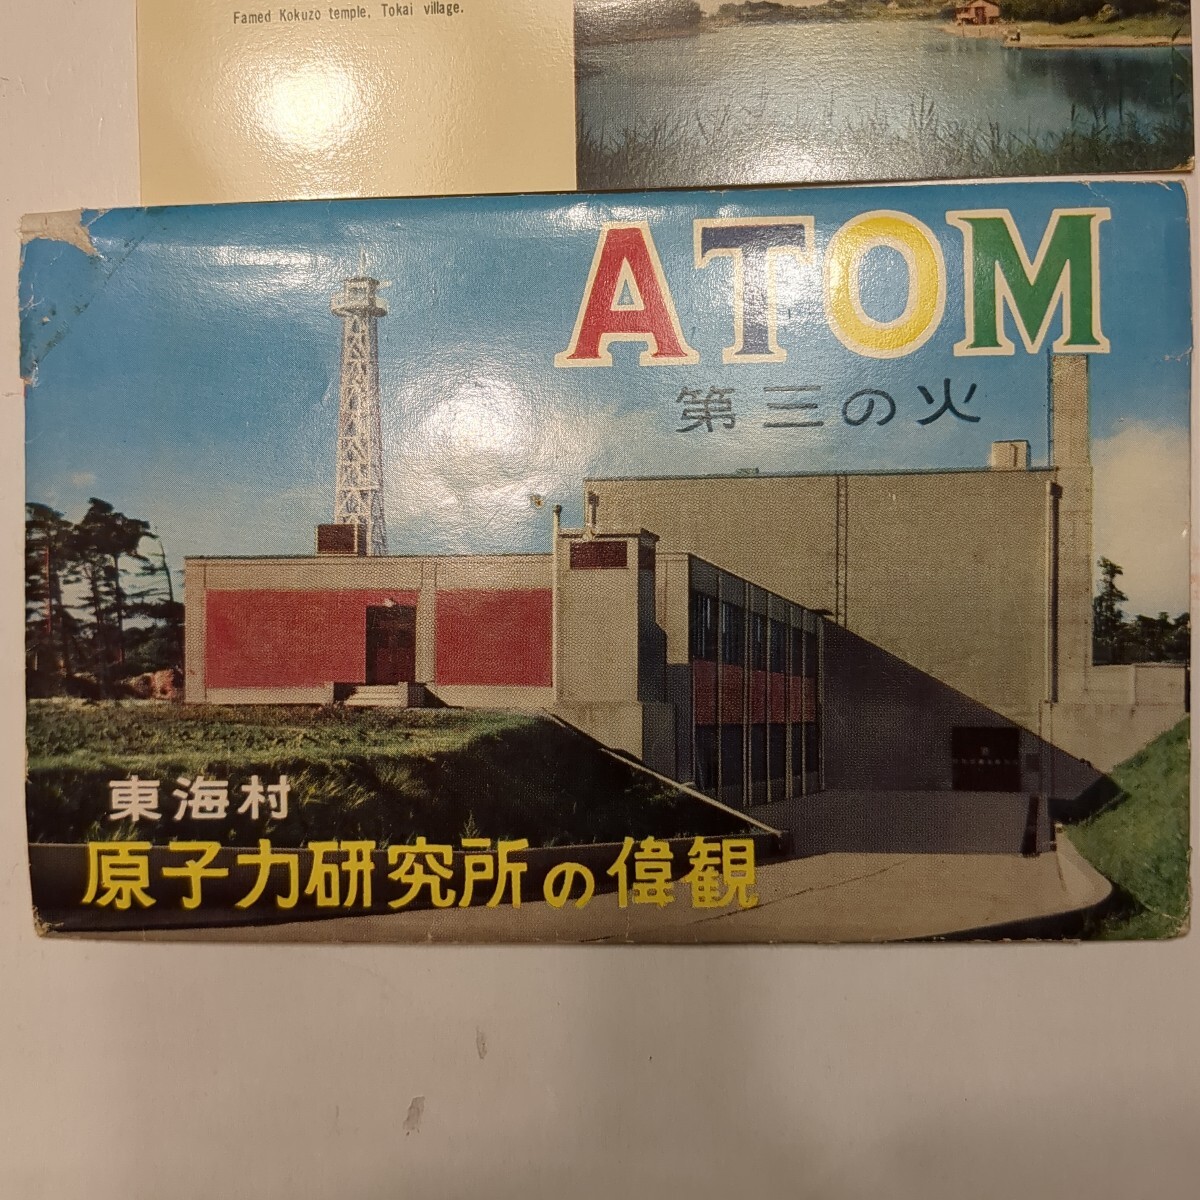 Famed Kokuzo temple, Tokai village.
ATOM
第三の火
東海村
原子力研究所の偉観